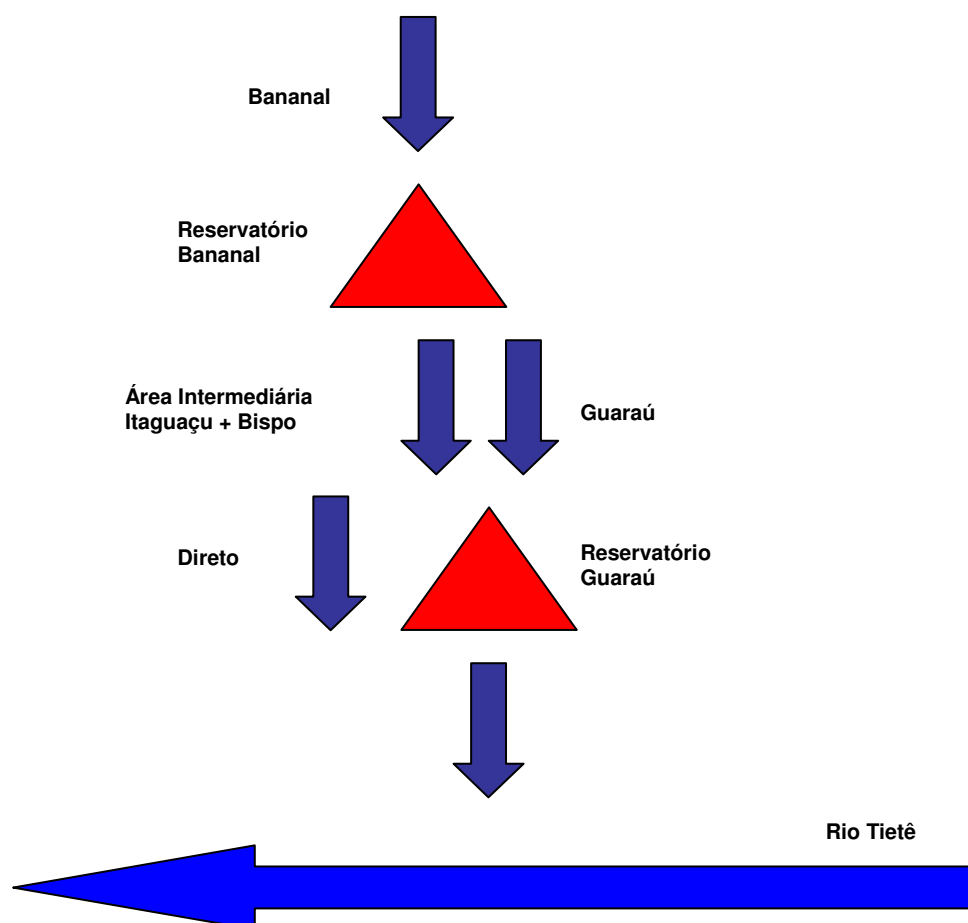 Bananal
Reservatório
Bananal
Área Intermediária
Itaguaçu + Bispo
Guaraú
Direto
Reservatório
Guaraú
Rio Tietê